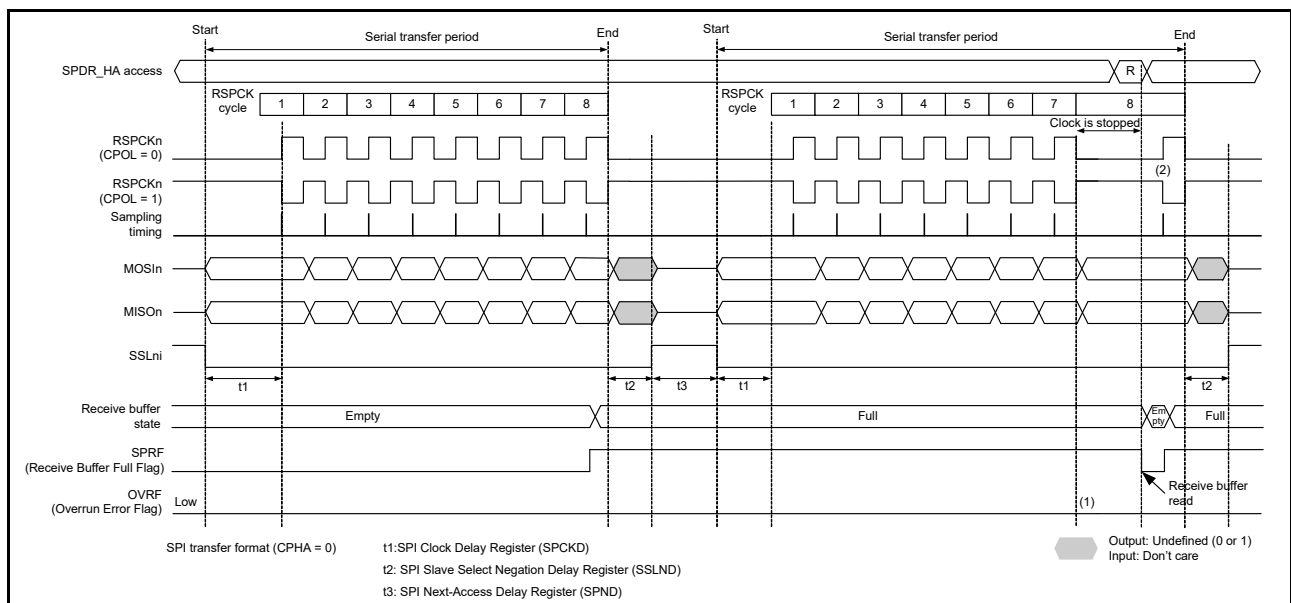 Start
Serial transfer period
End
Start
Serial transfer period
End
SPDR_HA access
R
RSPCK
cycle
1 2 3 4 5 6 7 8
RSPCK
cycle
1 2 3 4 5 6 7 8
Clock is stopped
RSPCKn
(CPOL = 0)
(2)
RSPCKn
(CPOL = 1)
Sampling
timing
MOSIn
MISOn
SSLni
t1 t2 t3 t1 t2
Receive buffer
state
Empty
Full
Em
pty
Full
SPRF
(Receive Buffer Full Flag)
Receive buffer
read
OVRF
(Overrun Error Flag)
Low
(1)
SPI transfer format (CPHA = 0)
t1:SPI Clock Delay Register (SPCKD)
t2: SPI Slave Select Negation Delay Register (SSLND)
t3: SPI Next-Access Delay Register (SPND)
Output: Undefined (0 or 1)
Input: Don't care